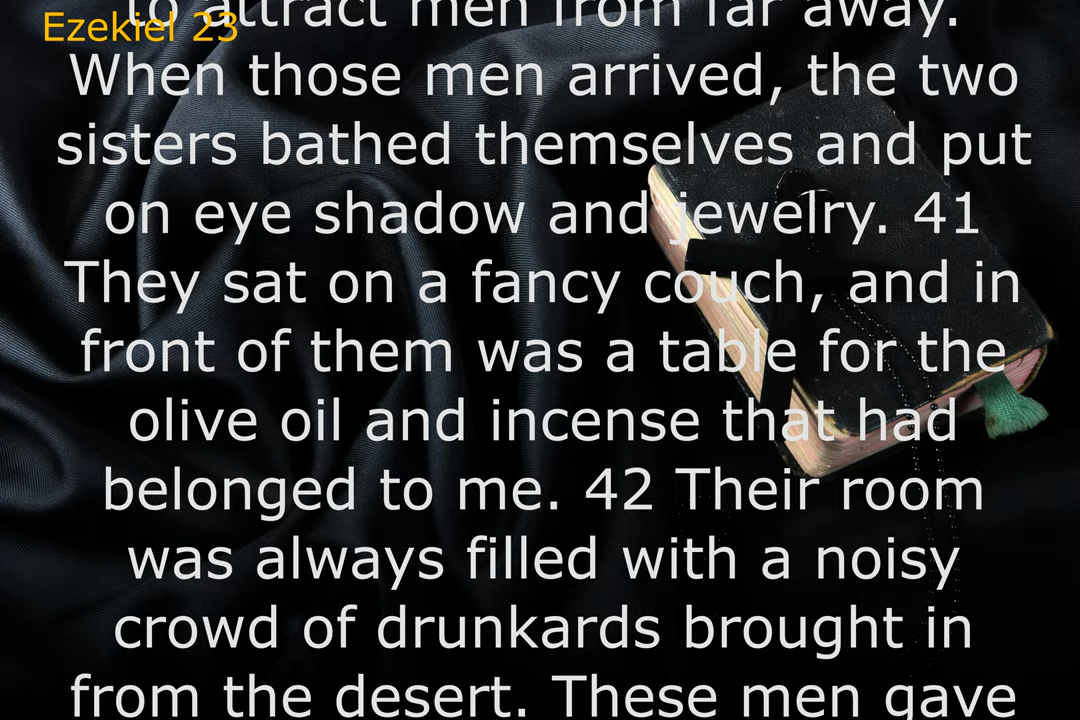 to attract men from far away.
Ezekiel 23
When those men arrived, the two
sisters bathed themselves and put
on eye shadow and jewelry. 41
They sat on a fancy couch, and in
front of them was a table for the
olive oil and incense that had
belonged to me. 42 Their room
was always filled with a noisy
crowd of drunkards brought in
from the desert. These men gave